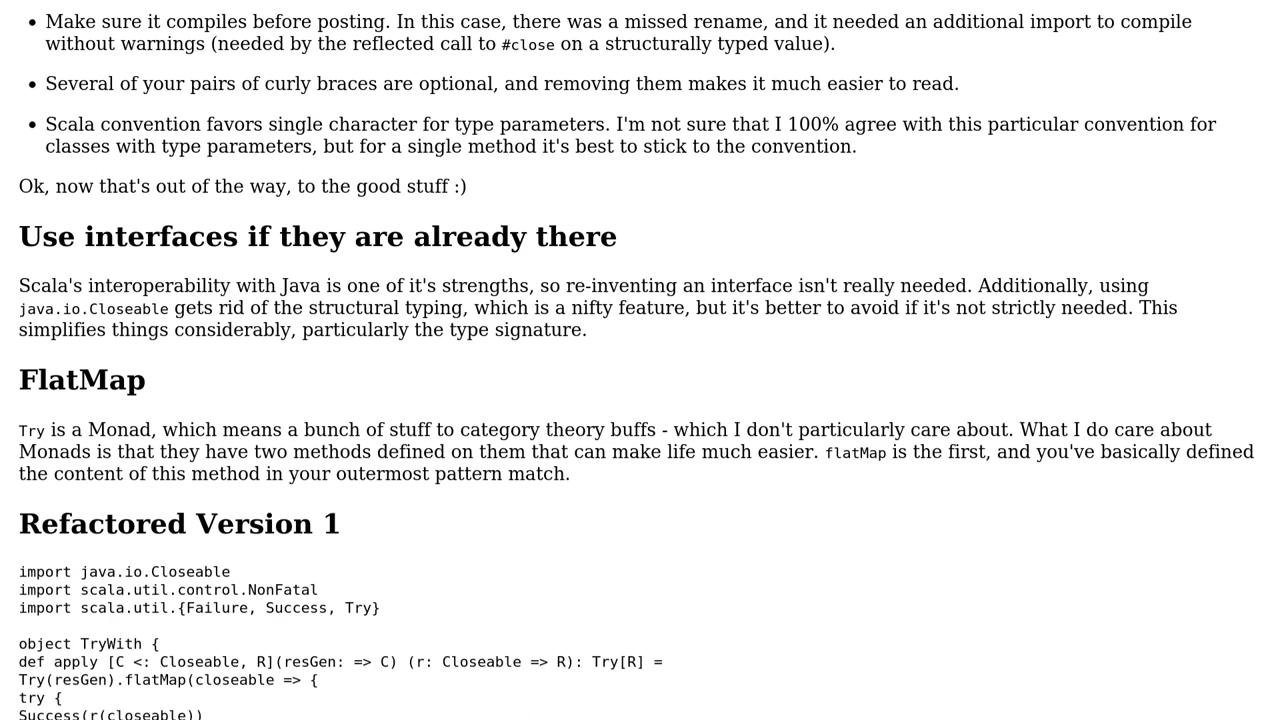 Make sure it compiles before posting. In this case, there was a missed rename, and it needed an additional import to compile
without warnings (needed by the reflected call to #close on a structurally typed value).
Several of your pairs of curly braces are optional, and removing them makes it much easier to read.
Scala convention favors single character for type parameters. I'm not sure that I 100% agree with this particular convention for
classes with type parameters, but for a single method it's best to stick to the convention.
Ok, now that's out of the way, to the good stuff :)
Use interfaces if they are already there
Scala's interoperability with Java is one of it's strengths, so re-inventing an interface isn't really needed. Additionally, using
java.io.Closeable gets rid of the structural typing, which is a nifty feature, but it's better to avoid if it's not strictly needed. This
simplifies things considerably, particularly the type signature.
FlatMap
Try is a Monad, which means a bunch of stuff to category theory buffs - which I don't particularly care about. What I do care about
Monads is that they have two methods defined on them that can make life much easier. flatMap is the first, and you've basically defined
the content of this method in your outermost pattern match.
Refactored Version 1
import java.io.Closeable
import scala.util.control.NonFatal
import scala.util.{Failure, Success, Try}
object TryWith {
def apply [C <: Closeable, R](resGen: => C) (r: Closeable => R): Try[R] =
Try(resGen).flatMap(closeable => {
try {
Success(r(closeable))